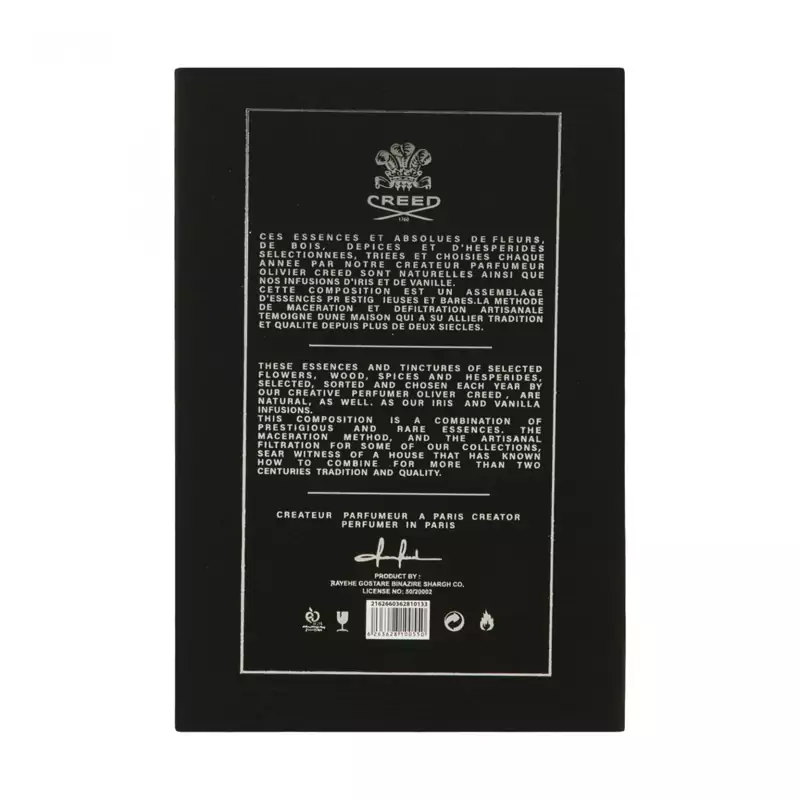 CREED
1760
CES ESSENCES ET ABSOLUES DE FLEURS,
DE BOIS, DEPICES ET D'HESPERIDES
SELECTIONNEES, TRIEES ET CHOISIES CHAQUE
ANNEE PAR NOTRE CREATEUR PARFUMEUR
OLIVIER CREED SONT NATURELLES AINSI QUE
NOS INFUSIONS D'IRIS ET DE VANILLE.
CETTE COMPOSITION EST UN ASSEMBLAGE
D'ESSENCES PR ESTIG IEUSES ET BARES.LA METHODE
DE MACERATION ET DEFILTRATION ARTISANALE
TEMOIGNE DUNE MAISON QUI A SU ALLIER TRADITION
ET QUALITE DEPUIS PLUS DE DEUX SIECLES.
THESE ESSENCES AND TINCTURES OF SELECTED
FLOWERS, WOOD, SPICES AND HESPERIDES,
SELECTED, SORTED AND CHOSEN EACH YEAR BY
OUR CREATIVE PERFUMER OLIVER CREED , ARE
NATURAL, AS WELL. AS OUR IRIS AND VANILLA
INFUSIONS.
THIS COMPOSITION IS A COMBINATION OF
PRESTIGIOUS AND RARE ESSENCES. THE
MACERATION METHOD, AND THE ARTISANAL
FILTRATION FOR SOME OF OUR COLLECTIONS,
SEAR WITNESS OF A HOUSE THAT HAS KNOWN
HOW TO COMBINE FOR MORE THAN TWO
CENTURIES TRADITION AND QUALITY.
CREATEUR PARFUMEUR A PARIS CREATOR
PERFUMER IN PARIS
PRODUCT BY :
RAYEHE GOSTARE BINAZIRE SHARGH CO.
LICENSE NO: 50/20002
2162660362810133
6263628100510